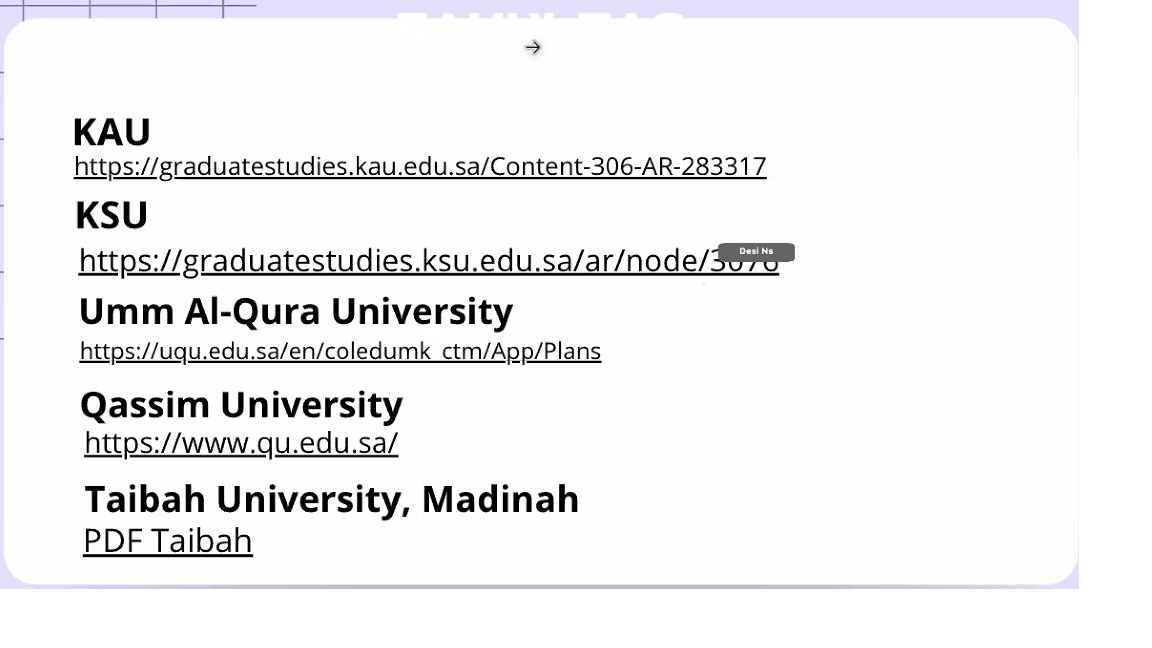 KAU
https://graduatestudies.kau.edu.sa/Content-306-AR-283317
KSU
https://graduatestudies.ksu.edu.sa/ar/node/3076
Desi Ns
Umm Al-Qura University
https://uqu.edu.sa/en/coledumk_ctm/App/Plans
Qassim University
https://www.qu.edu.sa/
Taibah University, Madinah
PDF Taibah